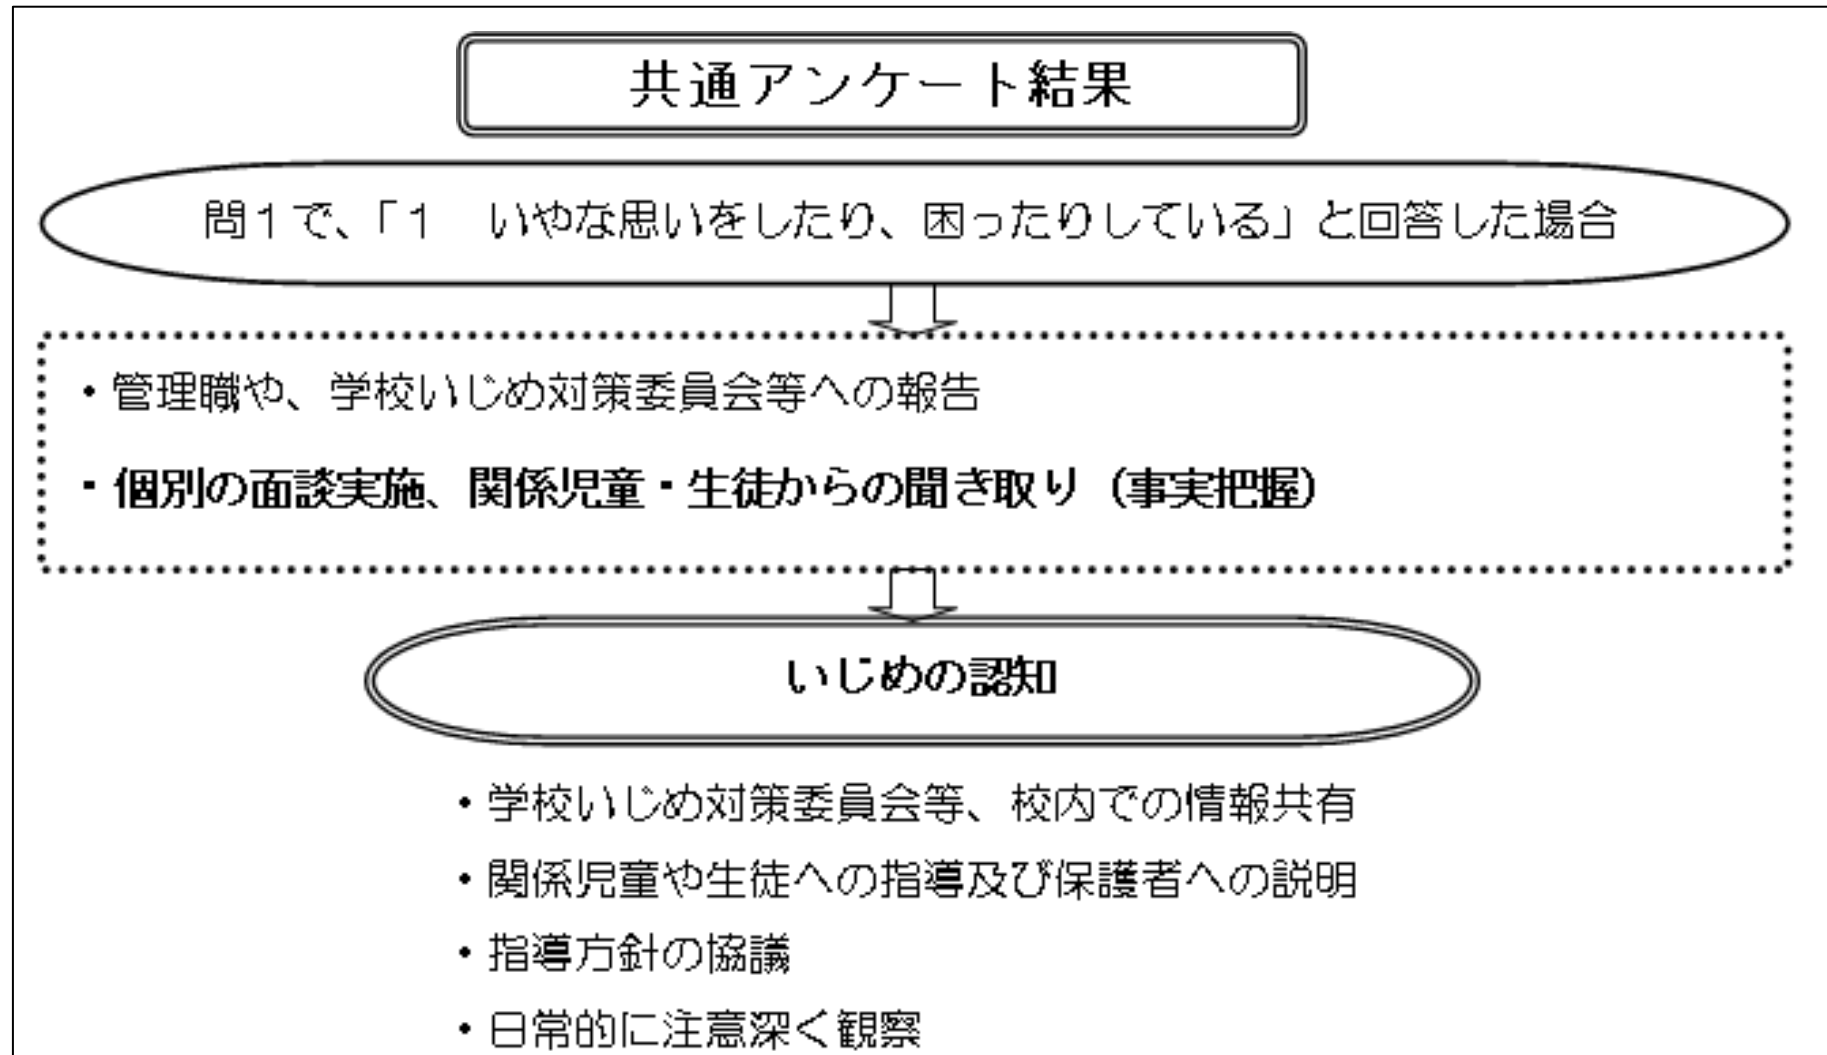 共通アンケート結果
問１で、「１　いやな思いをしたり、困ったりしている」と回答した場合
・管理職や、学校いじめ対策委員会等への報告
・個別の面談実施、関係児童・生徒からの聞き取り（事実把握）
いじめの認知
・学校いじめ対策委員会等、校内での情報共有
・関係児童や生徒への指導及び保護者への説明
・指導方針の協議
・日常的に注意深く観察